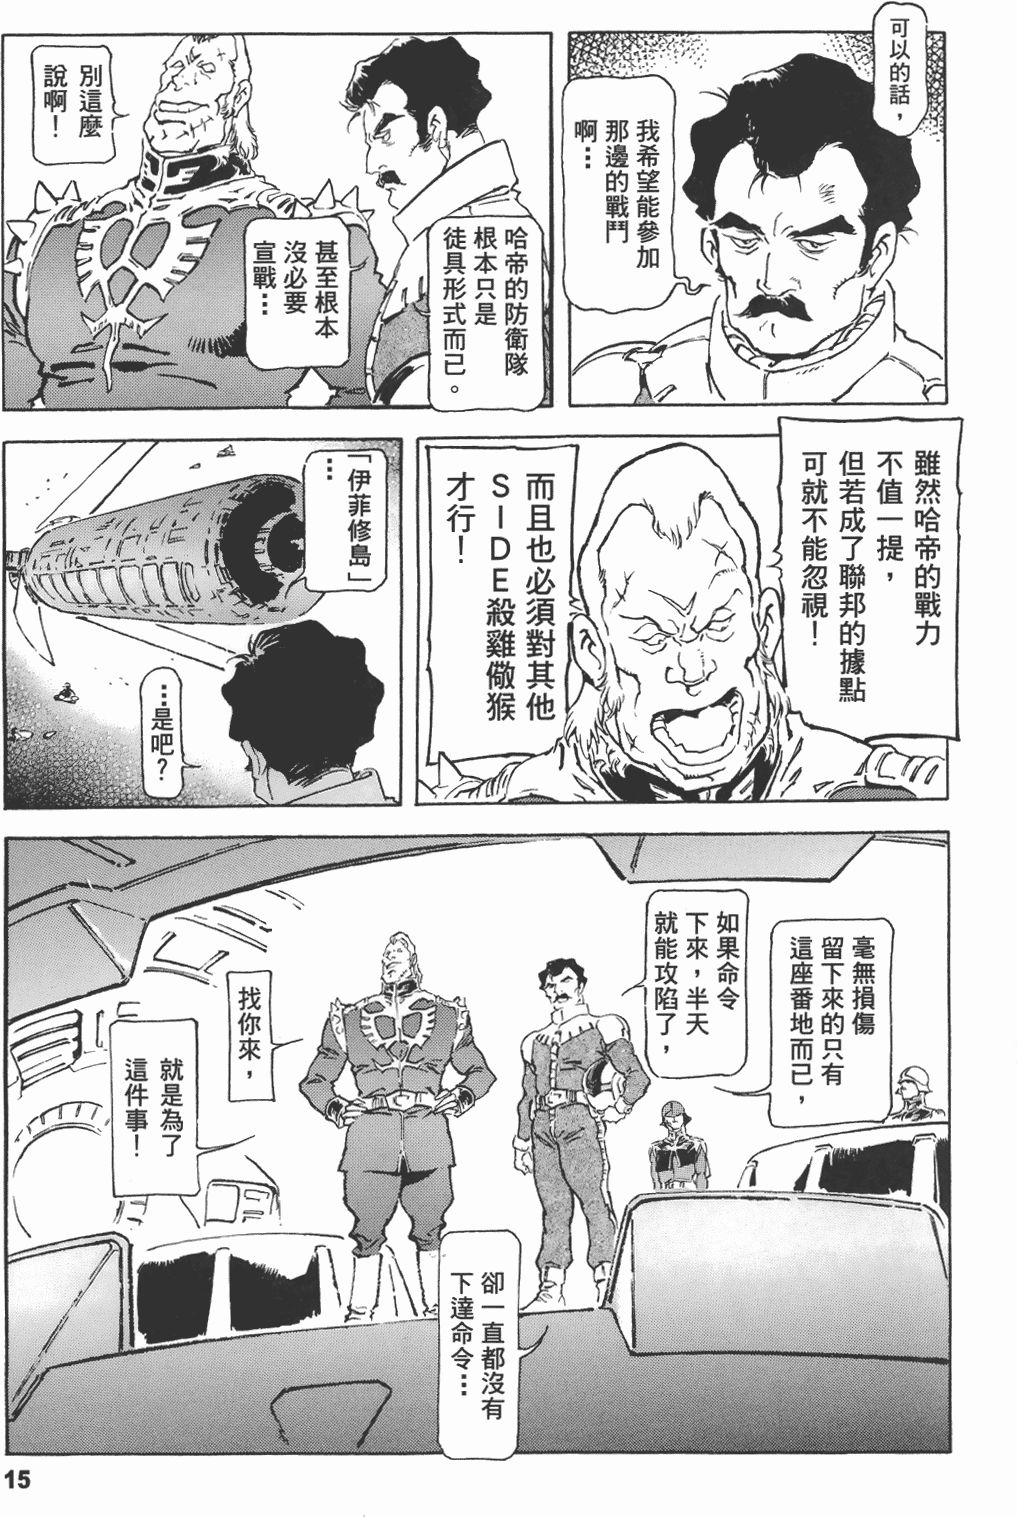 可以的話，
我希望能參加
那邊的戰鬥
啊…
別這麼
說啊！
哈帝的防衛隊
根本只是
徒具形式而已。
甚至根本
沒必要
宣戰…
雖然哈帝的戰力
不值一提，
但若成了聯邦的據點
可就不能忽視！
而且也必須對其他
SIDE殺雞儆猴
才行！
「伊菲修島」
…
…是吧？
毫無損傷
留下來的只有
這座番地而已，
如果命令
下來，半天
就能攻陷了，
卻一直都沒有
下達命令…
找你來，
就是為了
這件事！
15